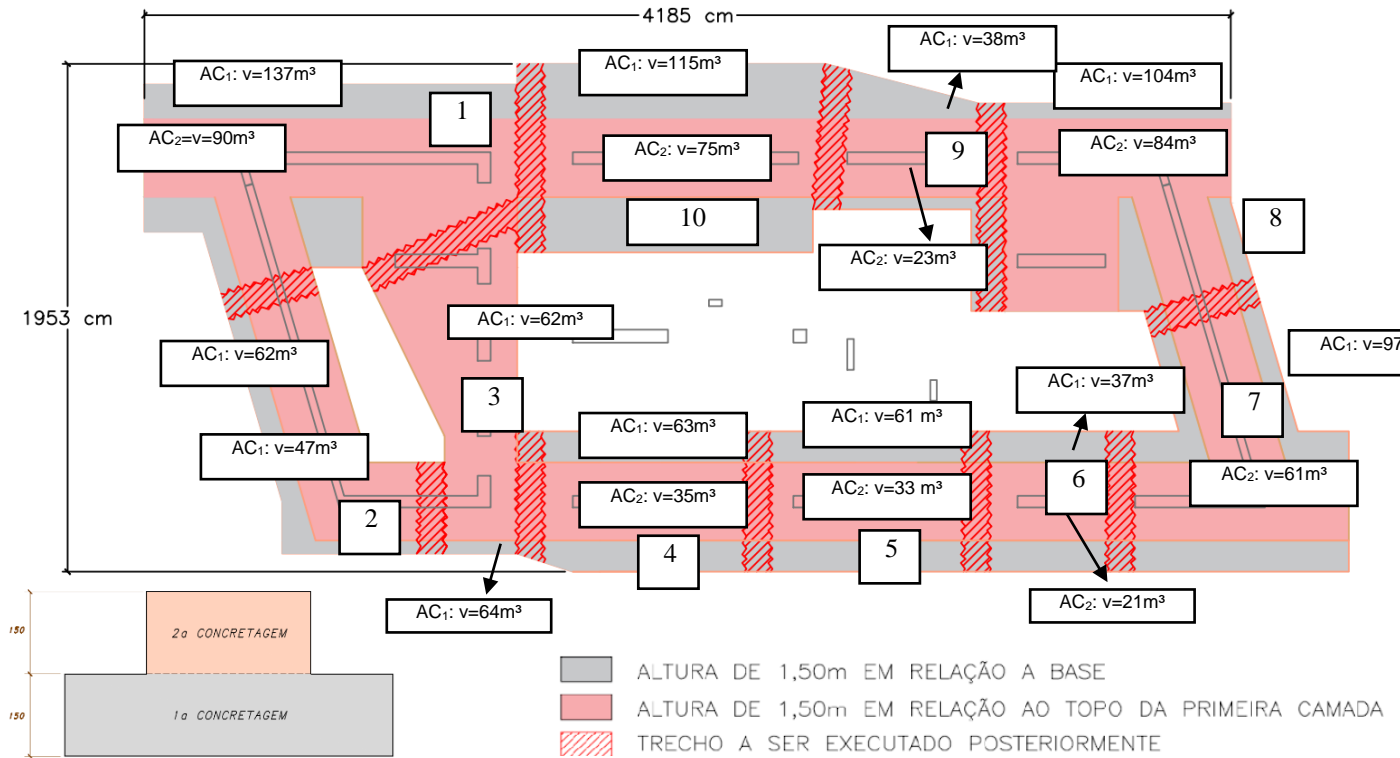 4185 cm
AC₁: v=38m³
AC₁: v=137m³
AC₁: v=115m³
AC₁: v=104m³
1
AC₂=v=90m³
AC₂: v=75m³
9
AC₂: v=84m³
10
8
AC₂: v=23m³
1953 cm
AC₁: v=62m³
AC₁: v=62m³
AC₁: v=97
AC₁: v=37m³
3
7
AC₁: v=63m³
AC₁: v=61 m³
AC₁: v=47m³
AC₂: v=35m³
AC₂: v=33 m³
6
AC₂: v=61m³
2
4
5
AC₁: v=64m³
AC₂: v=21m³
150
2a CONCRETAGEM
150
1a CONCRETAGEM
ALTURA DE 1,50m EM RELAÇÃO A BASE
ALTURA DE 1,50m EM RELAÇÃO AO TOPO DA PRIMEIRA CAMADA
TRECHO A SER EXECUTADO POSTERIORMENTE